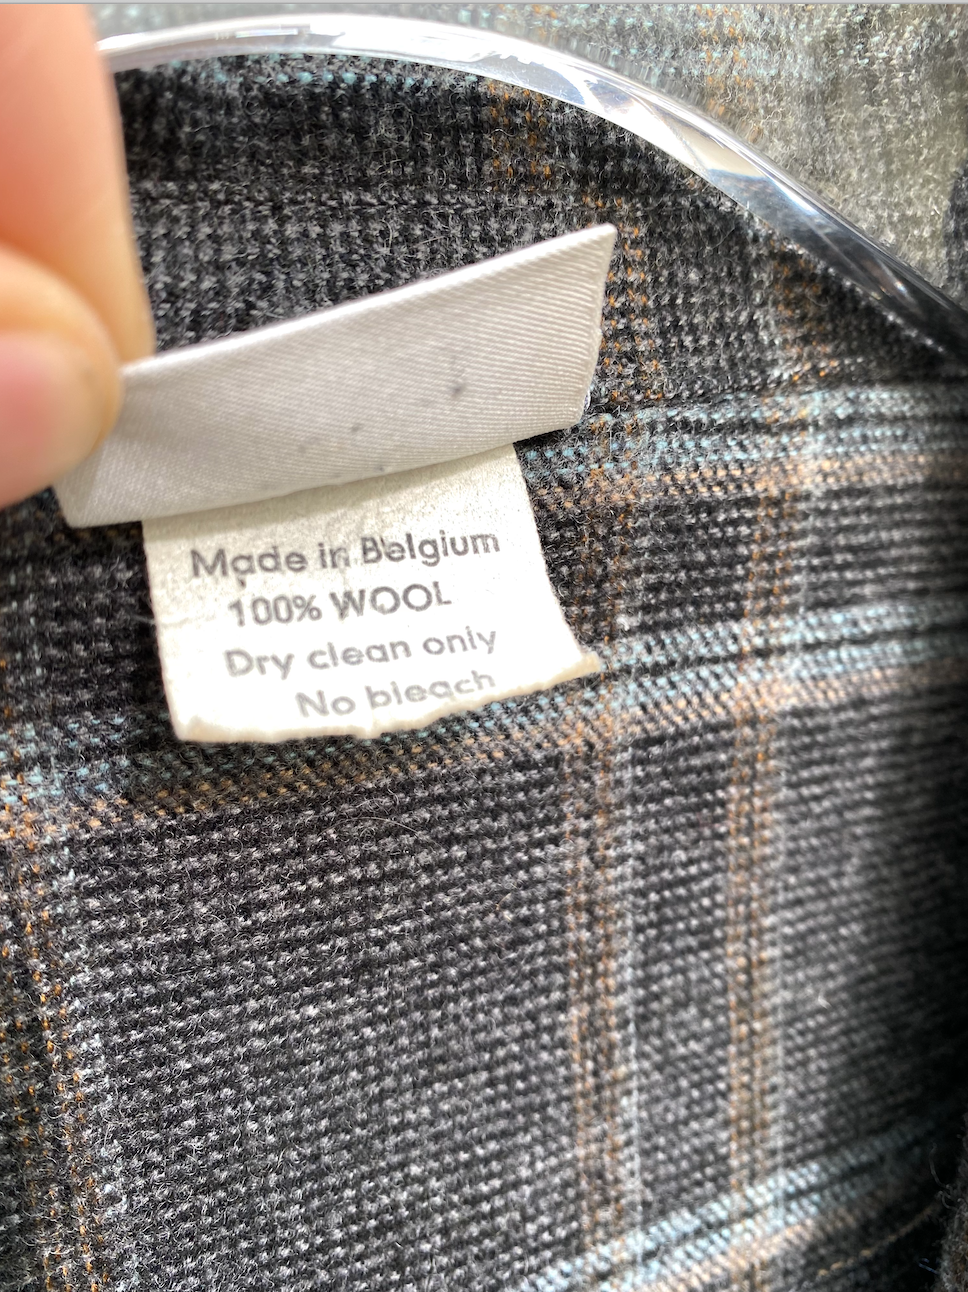 Made in Belgium
100% WOOL
Dry clean only
No bleach